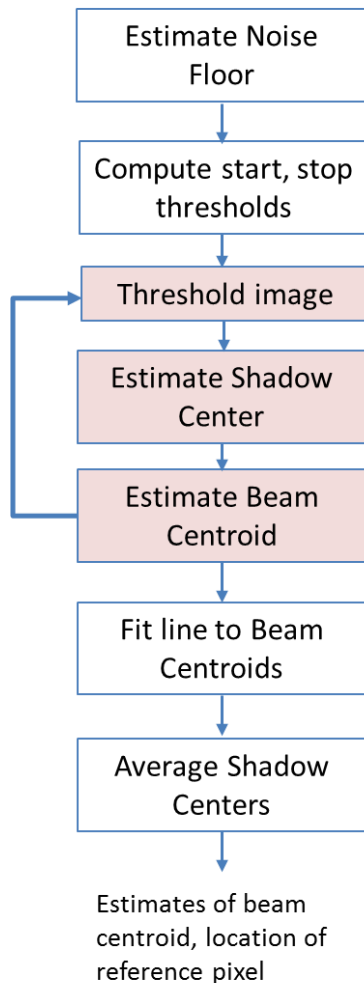 Estimate Noise
Floor
Compute start, stop
thresholds
Threshold image
Estimate Shadow
Center
Estimate Beam
Centroid
Fit line to Beam
Centroids
Average Shadow
Centers
Estimates of beam
centroid, location of
reference pixel